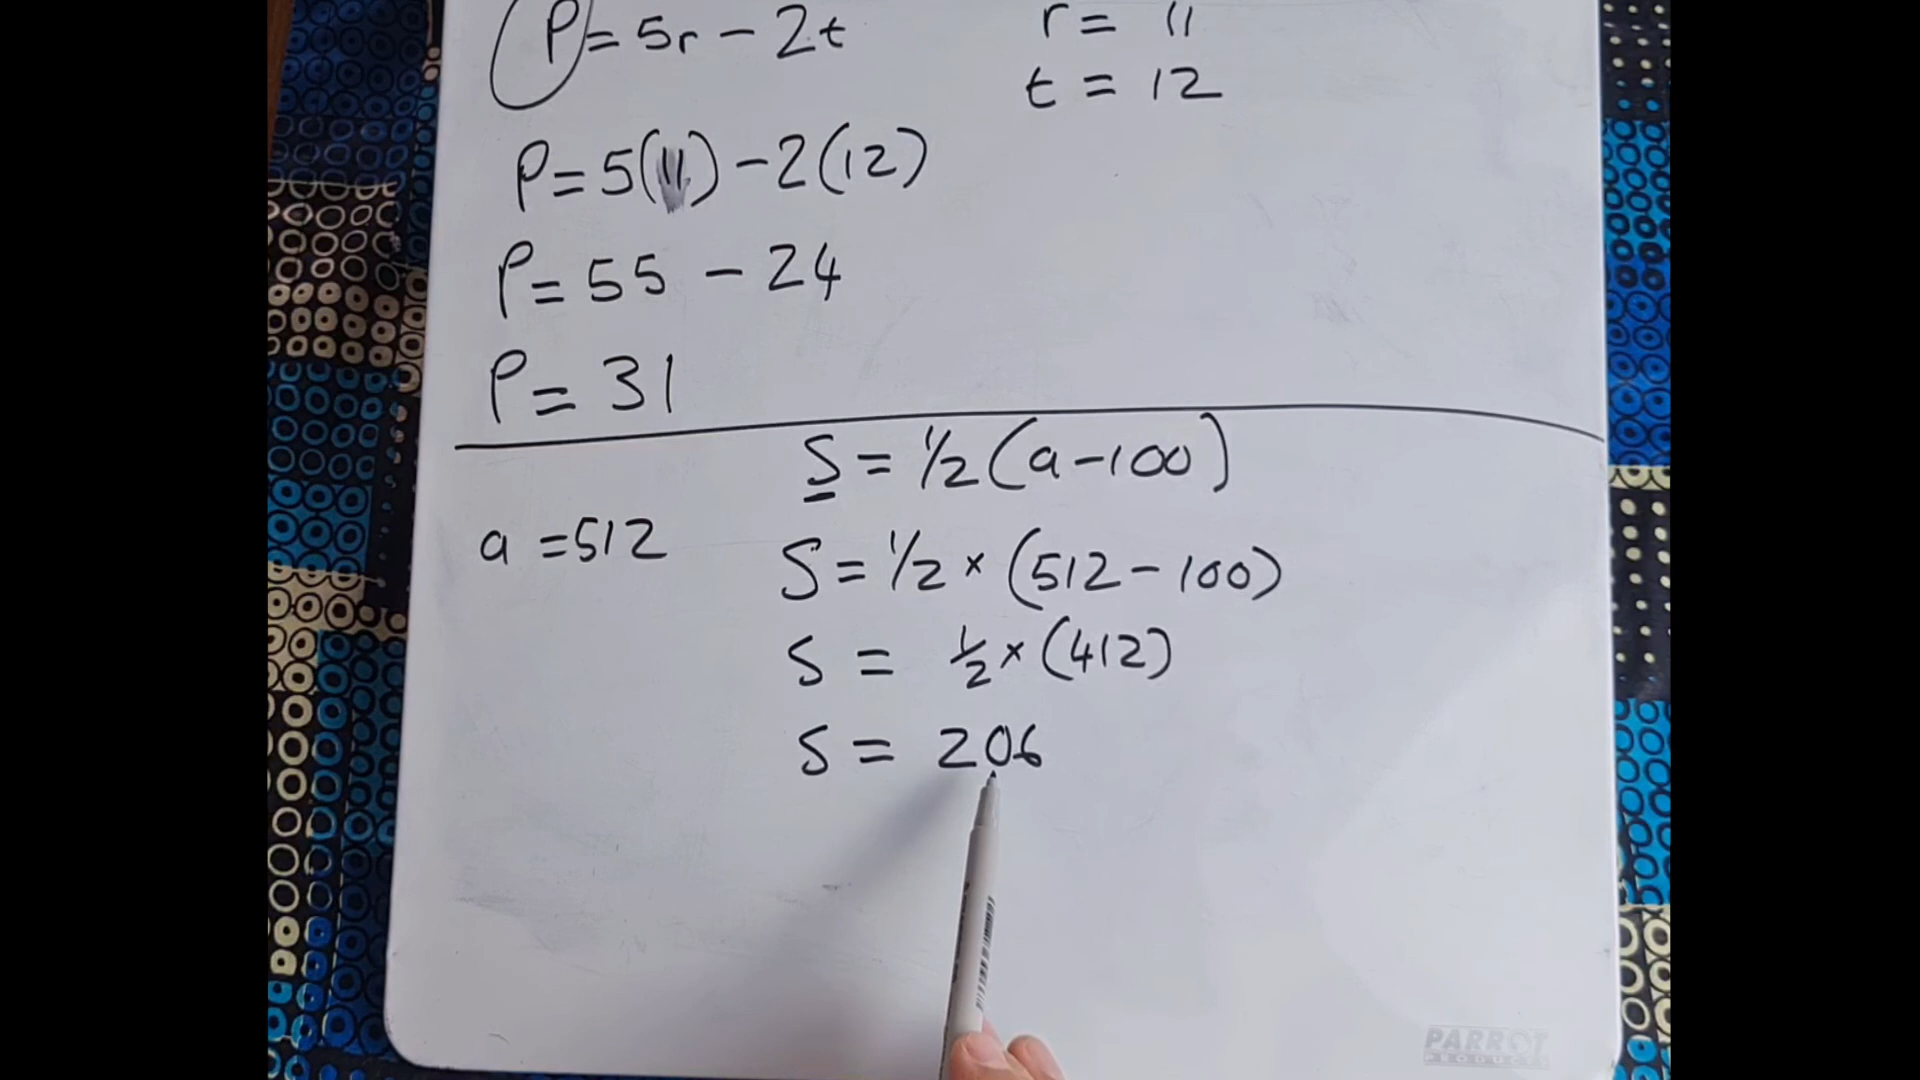 P = 5r - 2t
r = 11
t = 12
P = 5(11) - 2(12)
P = 55 - 24
P = 31
S = 1/2(a - 100)
a = 512
S = 1/2 × (512 - 100)
S = 1/2 × (412)
S = 206
PARROT
PRODUCTS